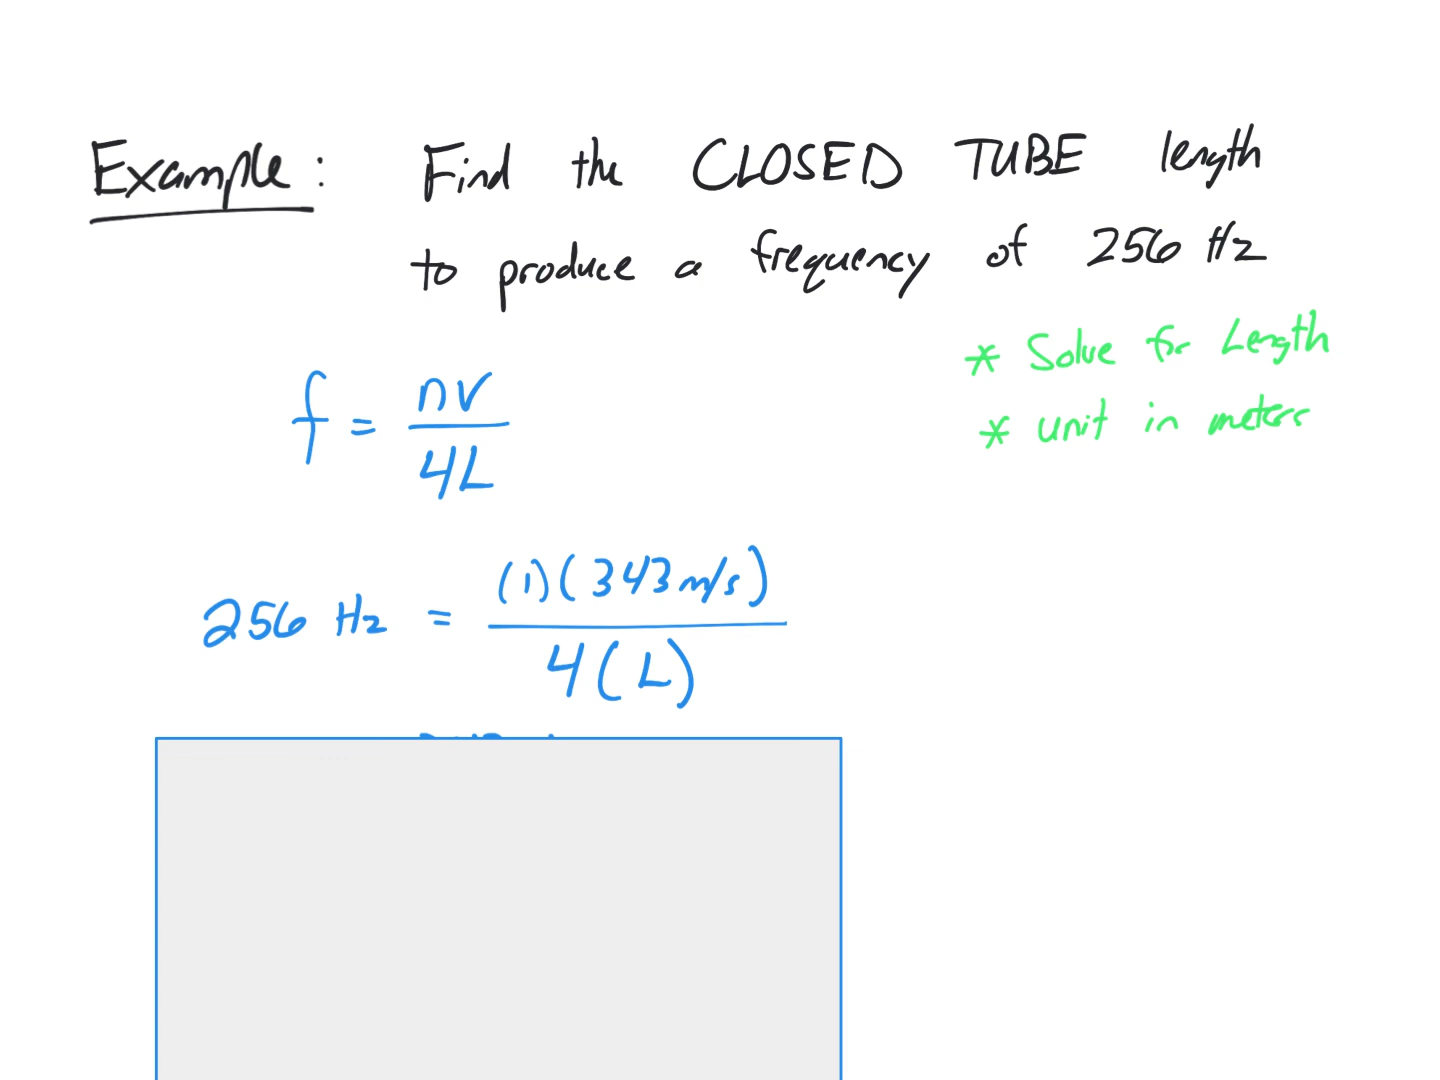 Example: Find the CLOSED TUBE length
to produce a frequency of 256 Hz
* Solve for Length
* unit in meters
f = nv / 4L
256 Hz = (1)(343 m/s) / 4(L)